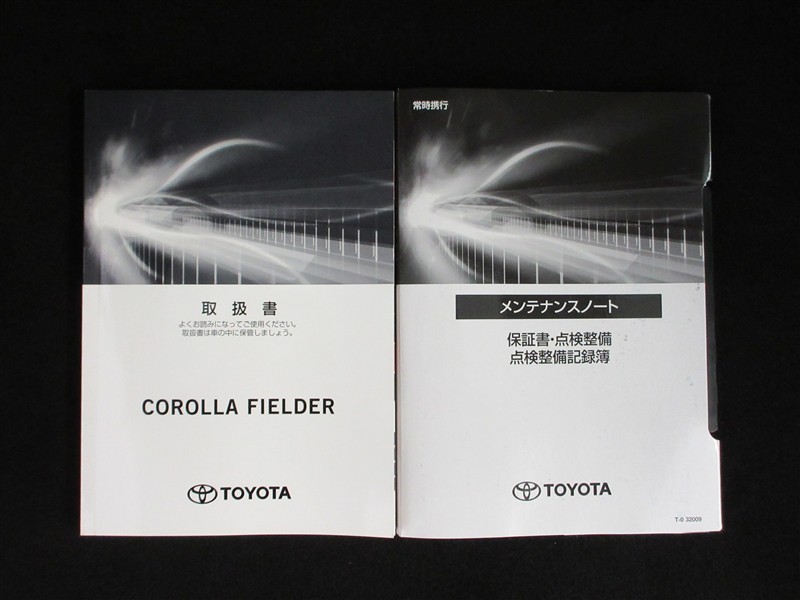 取扱書
よくお読みになってご使用ください。
取扱書は車の中に保管しましょう。
COROLLA FIELDER
TOYOTA
常時携行
メンテナンスノート
保証書・点検整備
点検整備記録簿
TOYOTA
T-0 32009